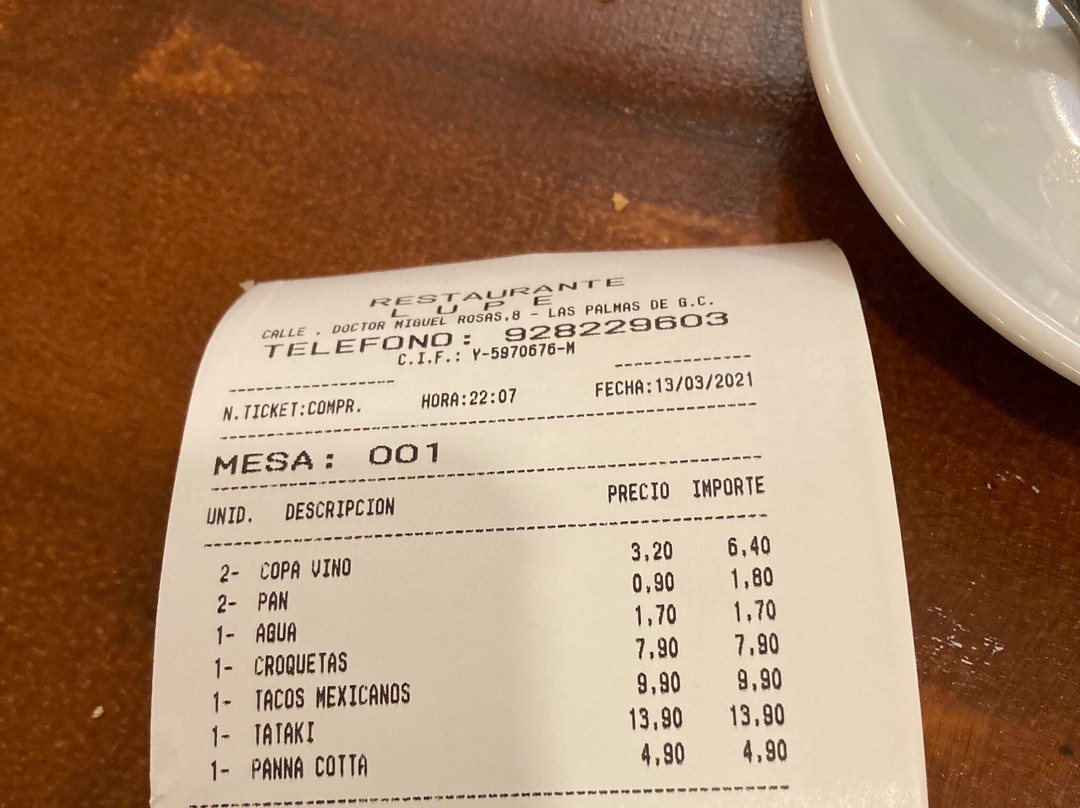 RESTAURANTE
L U P E
CALLE . DOCTOR MIGUEL ROSAS,8 - LAS PALMAS DE G.C.
TELEFONO: 928229603
C.I.F.: Y-5970676-M
N.TICKET:COMPR. HORA:22:07 FECHA:13/03/2021
MESA: 001
UNID. DESCRIPCION PRECIO IMPORTE
2- COPA VINO 3,20 6,40
2- PAN 0,90 1,80
1- AGUA 1,70 1,70
1- CROQUETAS 7,90 7,90
1- TACOS MEXICANOS 9,90 9,90
1- TATAKI 13,90 13,90
1- PANNA COTTA 4,90 4,90